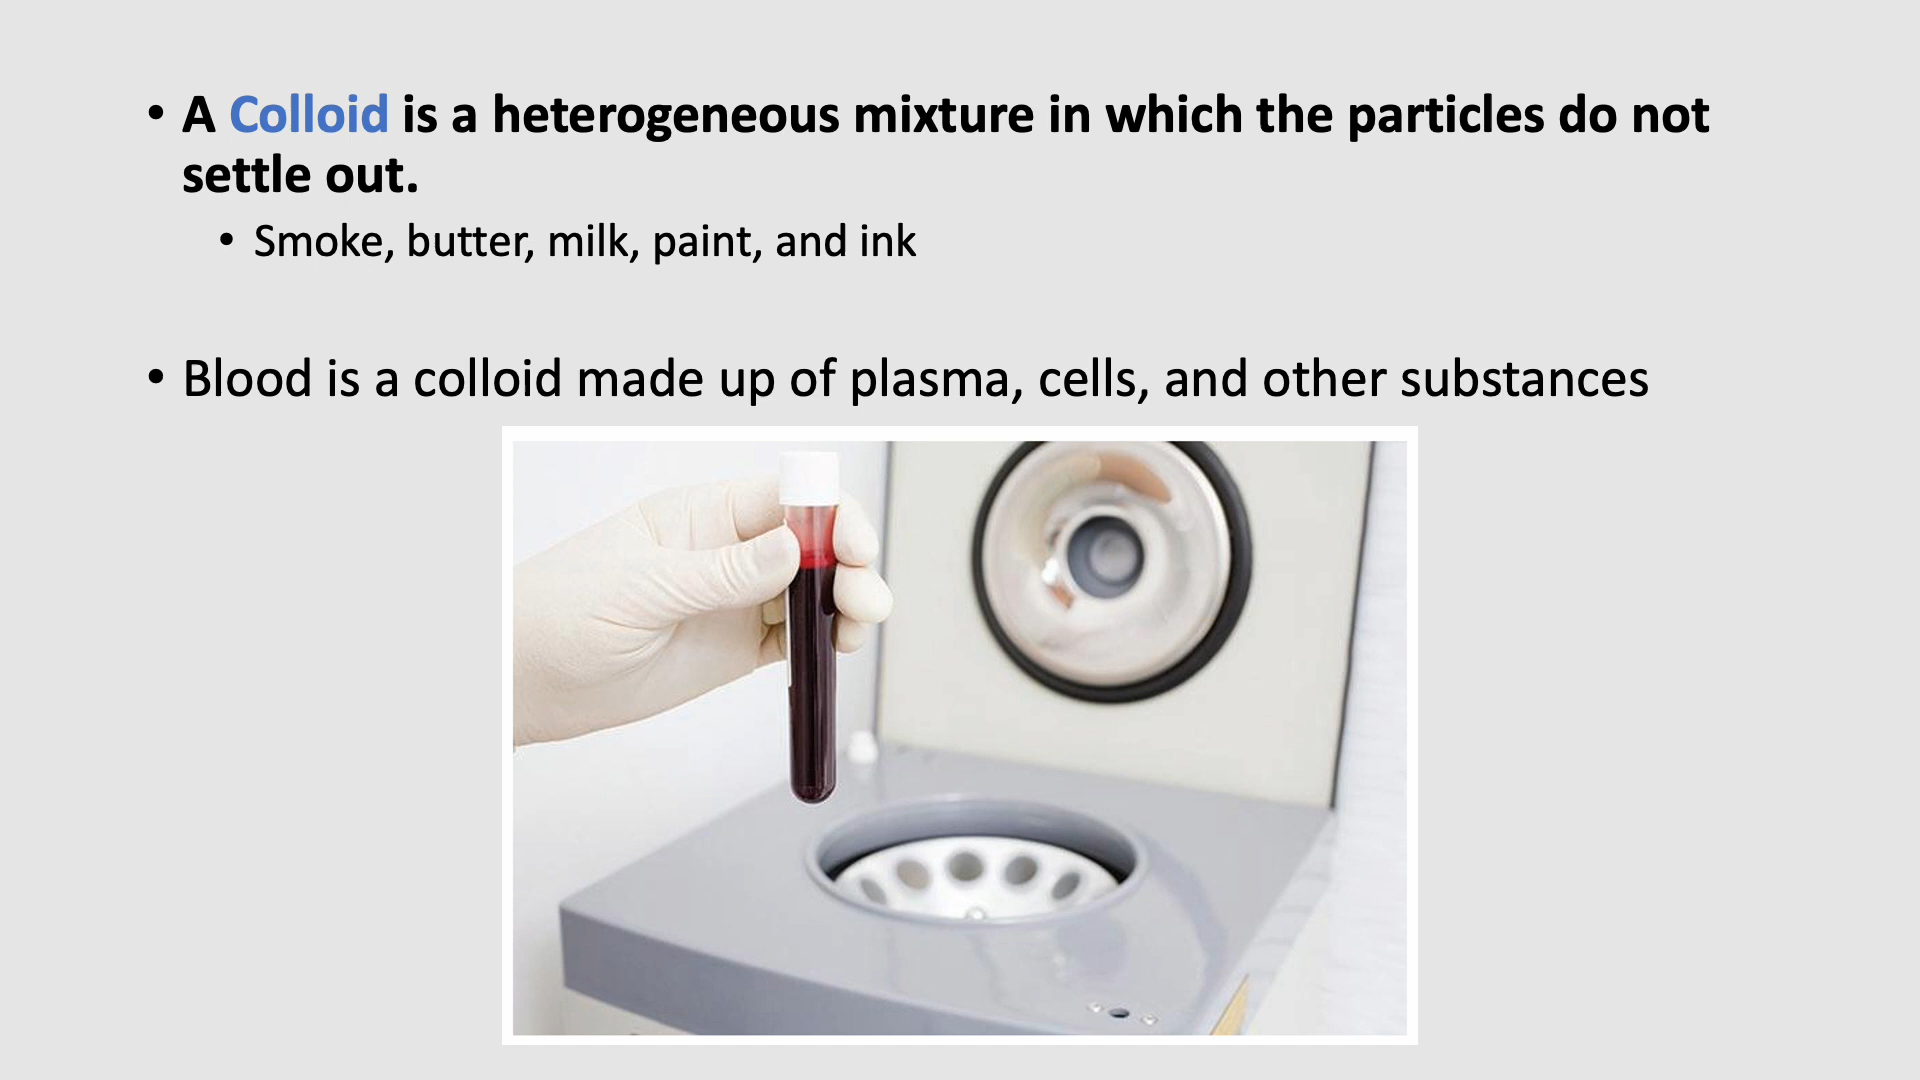 • A Colloid is a heterogeneous mixture in which the particles do not
settle out.
• Smoke, butter, milk, paint, and ink
• Blood is a colloid made up of plasma, cells, and other substances